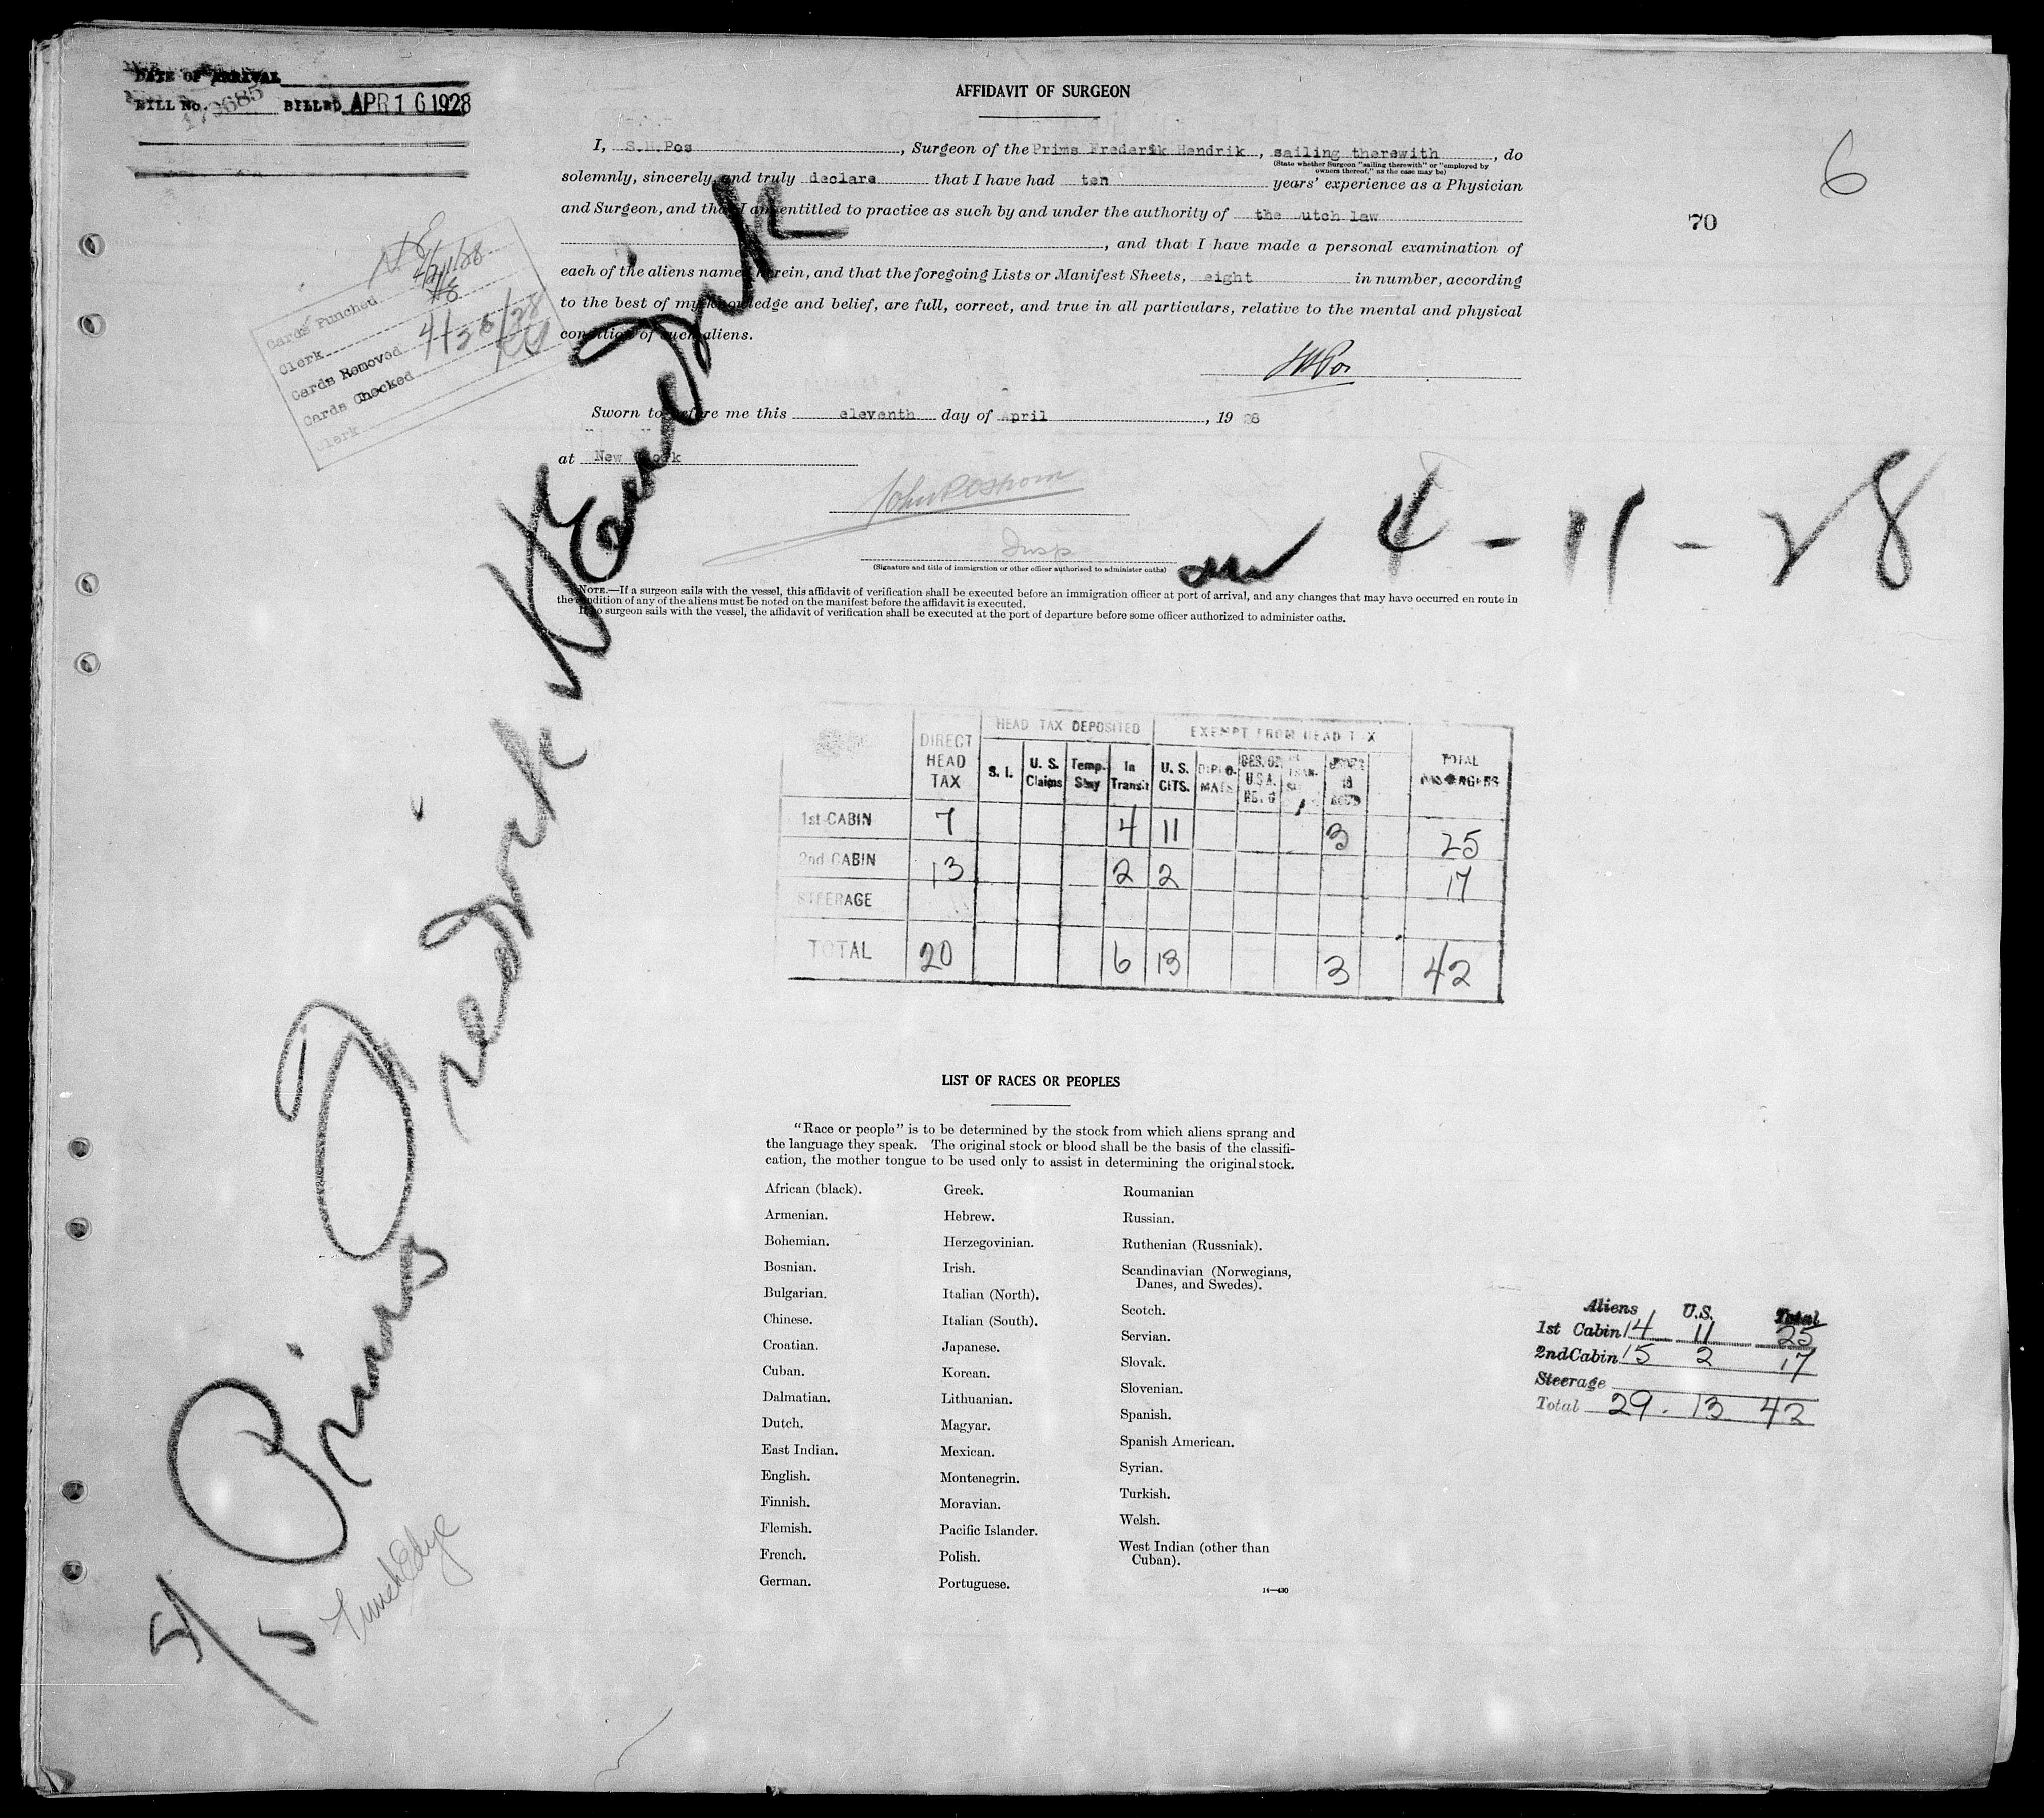 DATE OF ARRIVAL
BILL No. BILLED APR 16 1928
AFFIDAVIT OF SURGEON
6
70
I, S.H.Pos, Surgeon of the Prins Frederik Hendrik, sailing therewith, do
(State whether Surgeon "sailing therewith" or "employed by
owners thereof," as the case may be)
solemnly, sincerely, and truly declare that I have had ten years' experience as a Physician
and Surgeon, and that I am entitled to practice as such by and under the authority of the Dutch law
, and that I have made a personal examination of
each of the aliens named herein, and that the foregoing Lists or Manifest Sheets, eight in number, according
to the best of my knowledge and belief, are full, correct, and true in all particulars, relative to the mental and physical
condition of such aliens.
SHPos
Sworn to before me this eleventh day of April, 19 28
at New York
Insp
(Signature and title of immigration or other officer authorized to administer oaths)
4 - 11 - 28
NOTE.—If a surgeon sails with the vessel, this affidavit of verification shall be executed before an immigration officer at port of arrival, and any changes that may have occurred en route in
the condition of any of the aliens must be noted on the manifest before the affidavit is executed.
If no surgeon sails with the vessel, the affidavit of verification shall be executed at the port of departure before some officer authorized to administer oaths.
Cards Punched 4/21/28
Clerk
Cards Removed 4/26/28
Cards Checked
Clerk
S/S Prins Fredrik Hendrik
DIRECT HEAD TAX HEAD TAX DEPOSITED EXEMPT FROM HEAD TAX TOTAL PASSENGERS
S. I. U. S. Claims Temp. Stay In Transit U. S. CITS. DIPLOMATS
1st CABIN 7 4 11 3 25
2nd CABIN 13 2 2 17
STEERAGE
TOTAL 20 6 13 3 42
LIST OF RACES OR PEOPLES
"Race or people" is to be determined by the stock from which aliens sprang and
the language they speak. The original stock or blood shall be the basis of the classifi-
cation, the mother tongue to be used only to assist in determining the original stock.
African (black).
Armenian.
Bohemian.
Bosnian.
Bulgarian.
Chinese.
Croatian.
Cuban.
Dalmatian.
Dutch.
East Indian.
English.
Finnish.
Flemish.
French.
German.
Greek.
Hebrew.
Herzegovinian.
Irish.
Italian (North).
Italian (South).
Japanese.
Korean.
Lithuanian.
Magyar.
Mexican.
Montenegrin.
Moravian.
Pacific Islander.
Polish.
Portuguese.
Roumanian
Russian.
Ruthenian (Russniak).
Scandinavian (Norwegians,
Danes, and Swedes).
Scotch.
Servian.
Slovak.
Slovenian.
Spanish.
Spanish American.
Syrian.
Turkish.
Welsh.
West Indian (other than
Cuban).
14—430
Aliens U.S. Total
1st Cabin 14 11 25
2nd Cabin 15 2 17
Steerage
Total 29 13 42